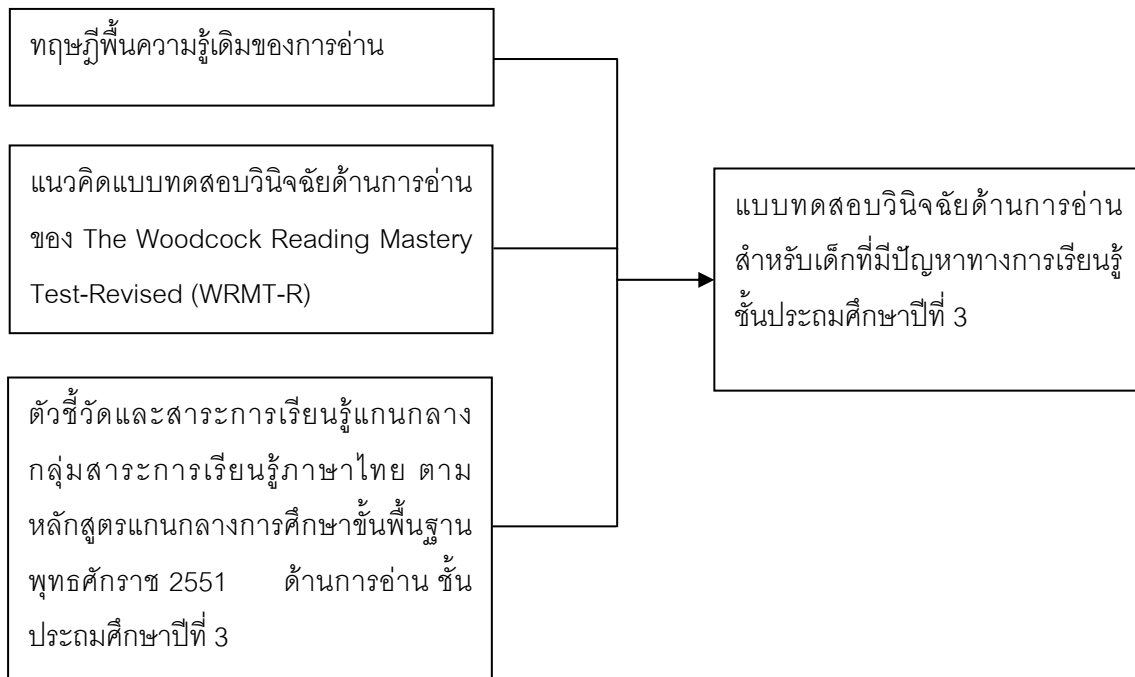 ทฤษฎีพื้นความรู้เดิมของการอ่าน
แนวคิดแบบทดสอบวินิจฉัยด้านการอ่าน
ของ The Woodcock Reading Mastery
Test-Revised (WRMT-R)
ตัวชี้วัดและสาระการเรียนรู้แกนกลาง
กลุ่มสาระการเรียนรู้ภาษาไทย ตาม
หลักสูตรแกนกลางการศึกษาขั้นพื้นฐาน
พุทธศักราช 2551 ด้านการอ่าน ชั้น
ประถมศึกษาปีที่ 3
แบบทดสอบวินิจฉัยด้านการอ่าน
สำหรับเด็กที่มีปัญหาทางการเรียนรู้
ชั้นประถมศึกษาปีที่ 3